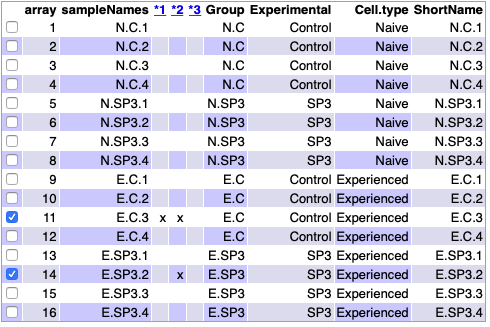 array sampleNames *1 *2 *3 Group Experimental Cell.type ShortName
1 N.C.1 N.C Control Naive N.C.1
2 N.C.2 N.C Control Naive N.C.2
3 N.C.3 N.C Control Naive N.C.3
4 N.C.4 N.C Control Naive N.C.4
5 N.SP3.1 N.SP3 SP3 Naive N.SP3.1
6 N.SP3.2 N.SP3 SP3 Naive N.SP3.2
7 N.SP3.3 N.SP3 SP3 Naive N.SP3.3
8 N.SP3.4 N.SP3 SP3 Naive N.SP3.4
9 E.C.1 E.C Control Experienced E.C.1
10 E.C.2 E.C Control Experienced E.C.2
11 E.C.3 x x E.C Control Experienced E.C.3
12 E.C.4 E.C Control Experienced E.C.4
13 E.SP3.1 E.SP3 SP3 Experienced E.SP3.1
14 E.SP3.2 x E.SP3 SP3 Experienced E.SP3.2
15 E.SP3.3 E.SP3 SP3 Experienced E.SP3.3
16 E.SP3.4 E.SP3 SP3 Experienced E.SP3.4